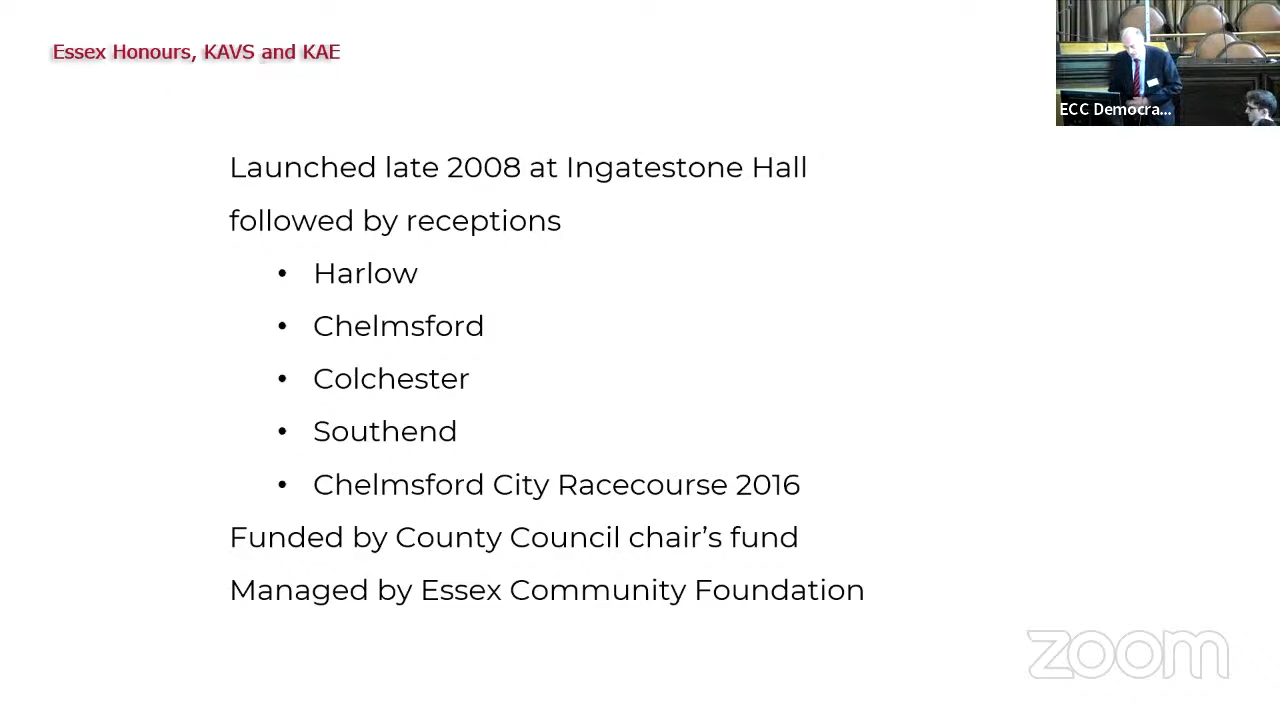 Essex Honours, KAVS and KAE
ECC Democra...
Launched late 2008 at Ingatestone Hall
followed by receptions
• Harlow
• Chelmsford
• Colchester
• Southend
• Chelmsford City Racecourse 2016
Funded by County Council chair’s fund
Managed by Essex Community Foundation
zoom